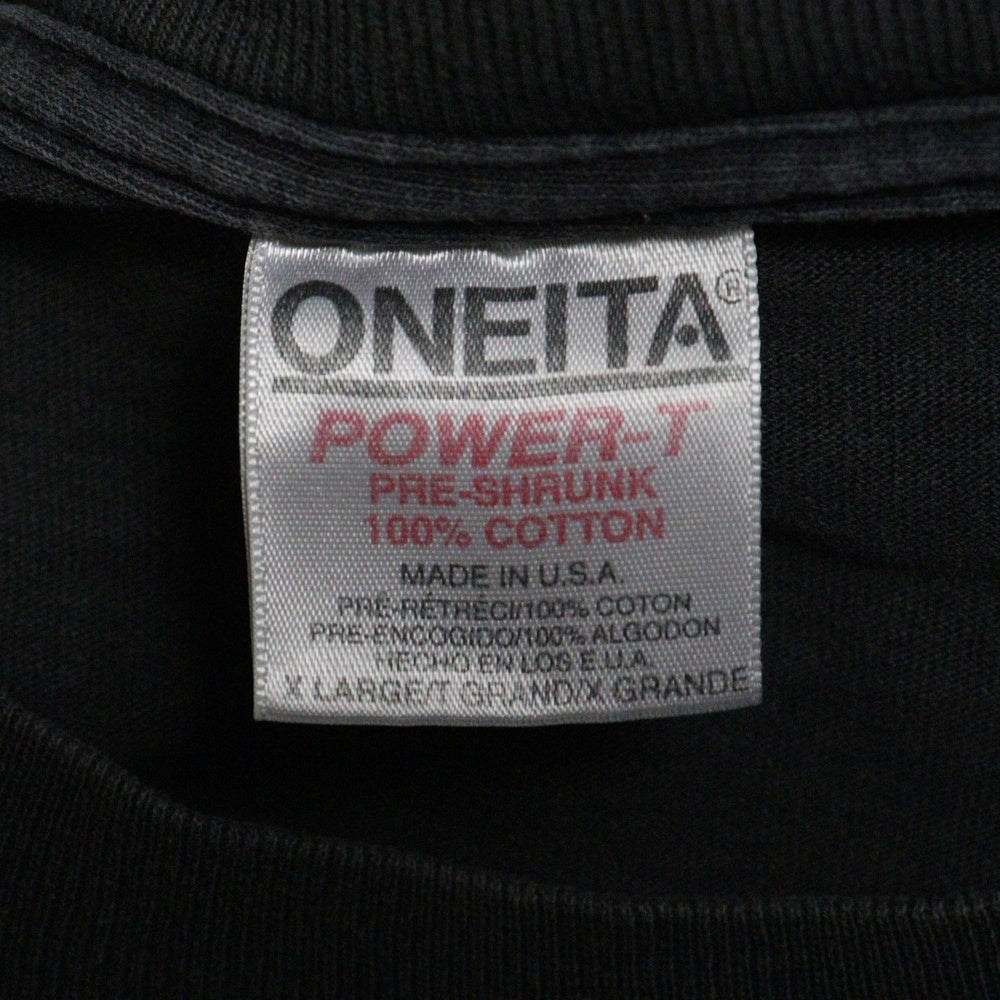 ONEITA®
POWER-T
PRE-SHRUNK
100% COTTON
MADE IN U.S.A.
PRÉ-RÉTRÉCI/100% COTON
PRE-ENCOGIDO/100% ALGODON
HECHO EN LOS E.U.A.
X LARGE/T GRAND/X GRANDE